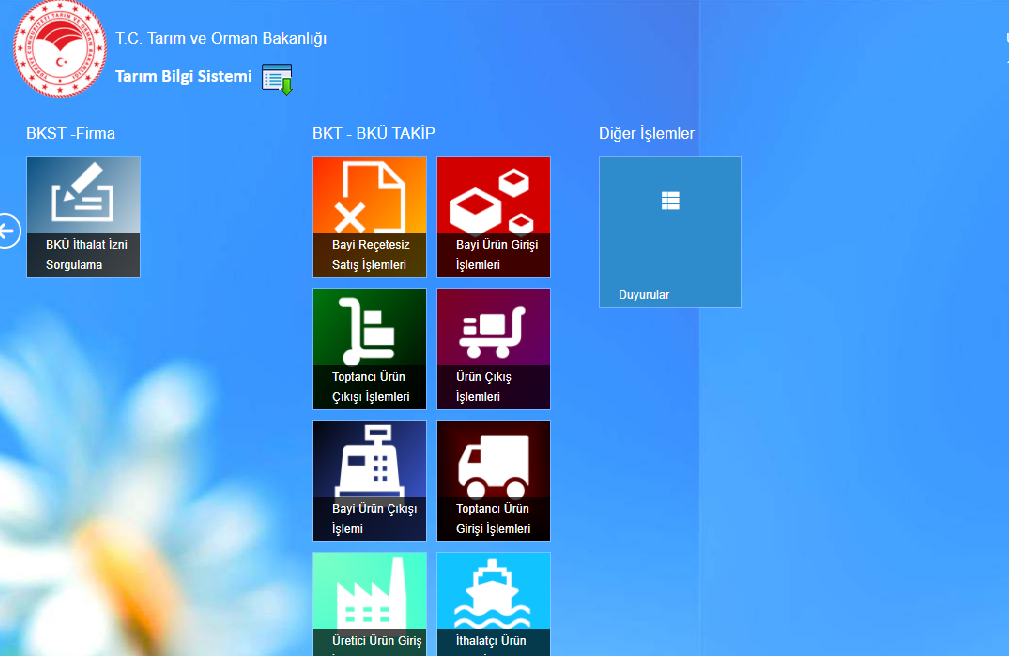 T.C. Tarım ve Orman Bakanlığı
Tarım Bilgi Sistemi
BKST -Firma
BKÜ İthalat İzni
Sorgulama
BKT - BKÜ TAKİP
Bayi Reçetesiz
Satış İşlemleri
Bayi Ürün Girişi
İşlemleri
Toptancı Ürün
Çıkışı İşlemleri
Ürün Çıkış
İşlemleri
Bayi Ürün Çıkışı
İşlemi
Toptancı Ürün
Girişi İşlemleri
Üretici Ürün Giriş
İthalatçı Ürün
Diğer İşlemler
Duyurular